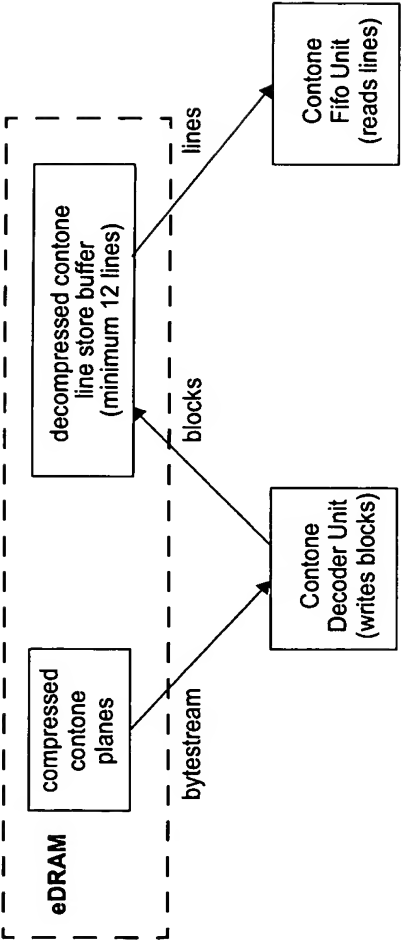 eDRAM
compressed
contone
planes
decompressed contone
line store buffer
(minimum 12 lines)
bytestream
blocks
lines
Contone
Decoder Unit
(writes blocks)
Contone
Fifo Unit
(reads lines)